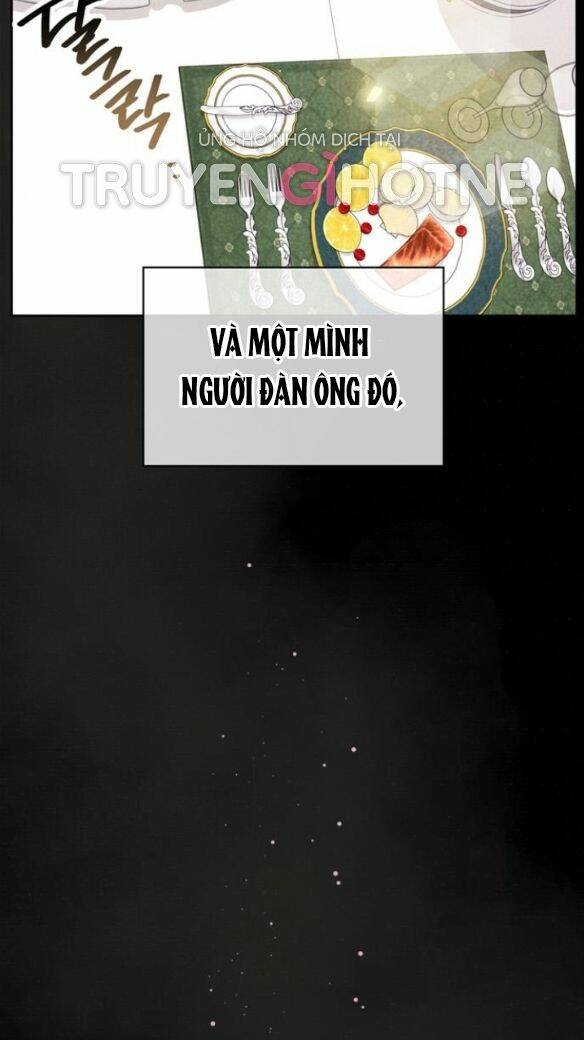 ỦNG HỘ NHÓM DỊCH TẠI
TRUYENGIHOTNE
VÀ MỘT MÌNH
NGƯỜI ĐÀN ÔNG ĐÓ,